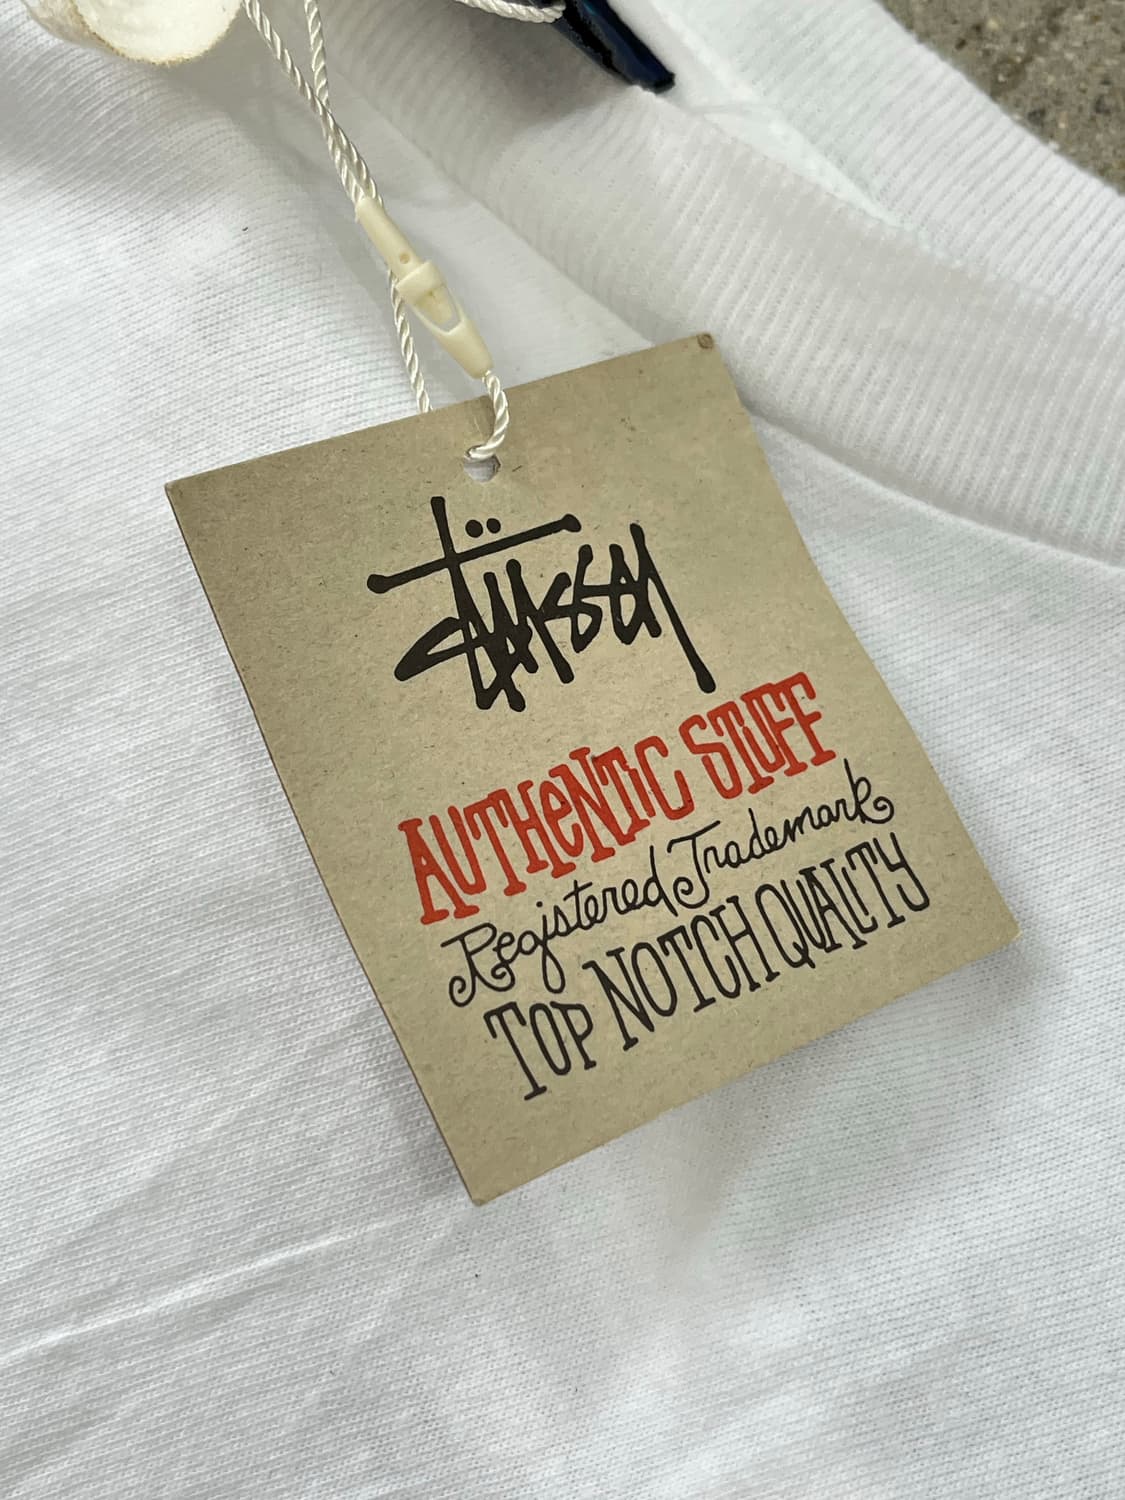 Stüssy
AUTHENTIC STUFF
Registered Trademark
TOP NOTCH QUALITY